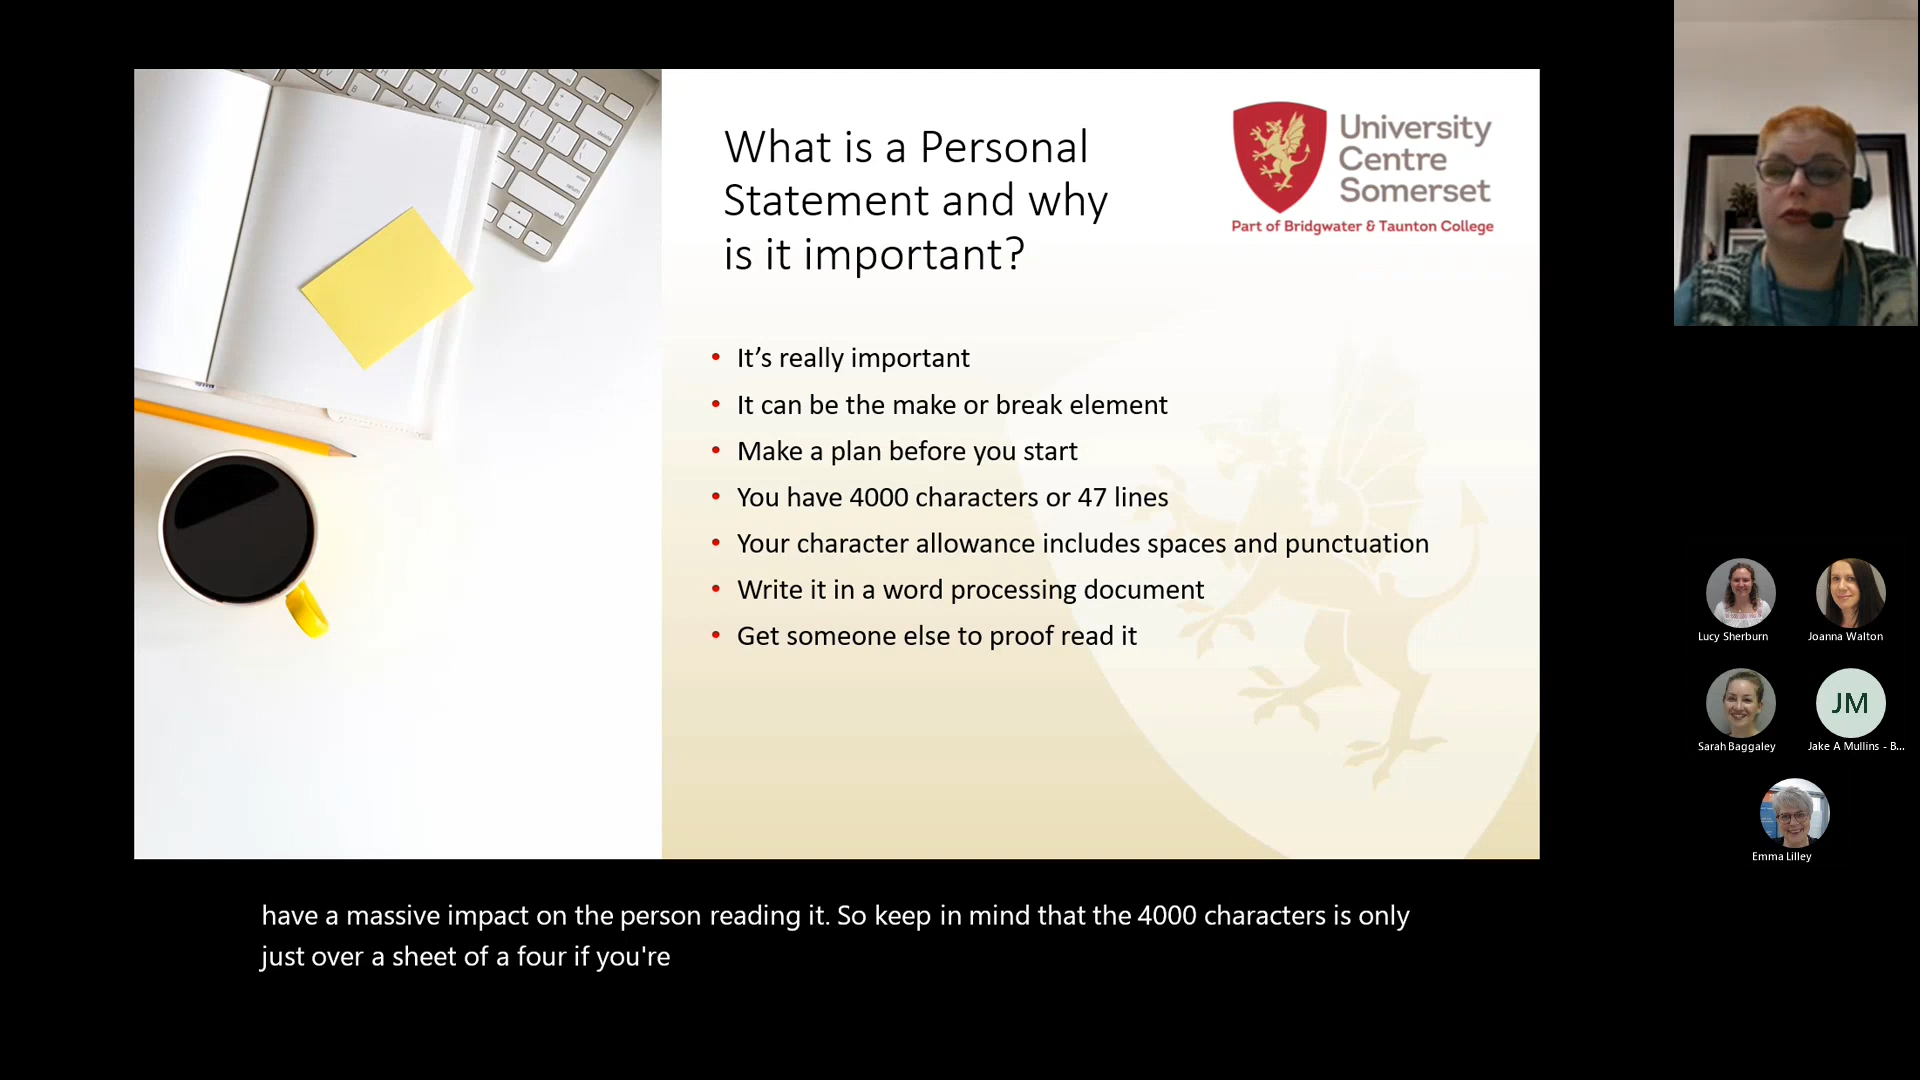 What is a Personal
Statement and why
is it important?
University
Centre
Somerset
Part of Bridgwater & Taunton College
• It’s really important
• It can be the make or break element
• Make a plan before you start
• You have 4000 characters or 47 lines
• Your character allowance includes spaces and punctuation
• Write it in a word processing document
• Get someone else to proof read it
Lucy Sherburn
Joanna Walton
Sarah Baggaley
JM
Jake A Mullins - B...
Emma Lilley
have a massive impact on the person reading it. So keep in mind that the 4000 characters is only
just over a sheet of a four if you're